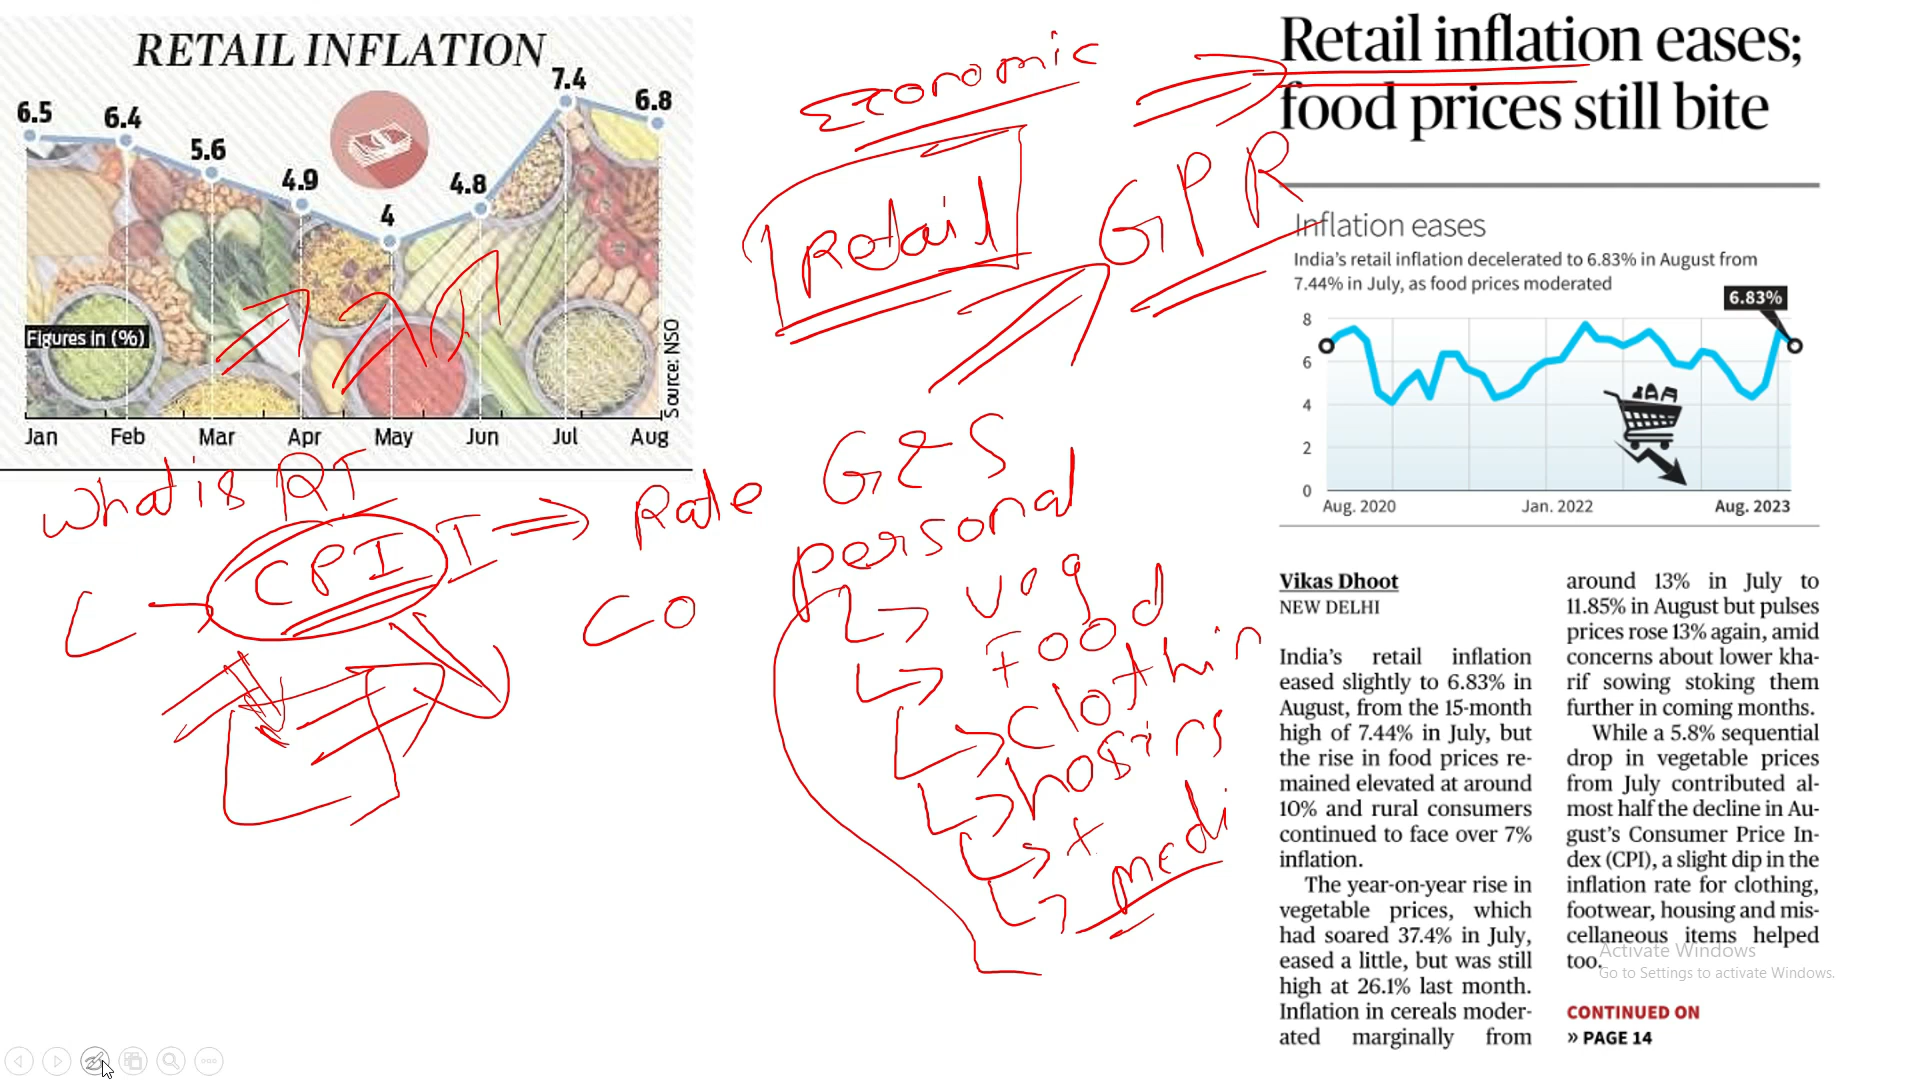 RETAIL INFLATION
6.5
6.4
5.6
4.9
4
4.8
7.4
6.8
Figures in (%)
Source: NSO
Jan Feb Mar Apr May Jun Jul Aug
What is RI
CPI I ⇒ Rate
C
CO
Economic
Retail
GPR
G & S
personal
veg
Food
Clothin
medi
Retail inflation eases;
food prices still bite
Inflation eases
India's retail inflation decelerated to 6.83% in August from
7.44% in July, as food prices moderated
6.83%
8
6
4
2
0
Aug. 2020 Jan. 2022 Aug. 2023
Vikas Dhoot
NEW DELHI
India's retail inflation
eased slightly to 6.83% in
August, from the 15-month
high of 7.44% in July, but
the rise in food prices re-
mained elevated at around
10% and rural consumers
continued to face over 7%
inflation.
The year-on-year rise in
vegetable prices, which
had soared 37.4% in July,
eased a little, but was still
high at 26.1% last month.
Inflation in cereals moder-
ated marginally from
around 13% in July to
11.85% in August but pulses
prices rose 13% again, amid
concerns about lower kha-
rif sowing stoking them
further in coming months.
While a 5.8% sequential
drop in vegetable prices
from July contributed al-
most half the decline in Au-
gust's Consumer Price In-
dex (CPI), a slight dip in the
inflation rate for clothing,
footwear, housing and mis-
cellaneous items helped
too.
CONTINUED ON
» PAGE 14
Activate Windows
Go to Settings to activate Windows.